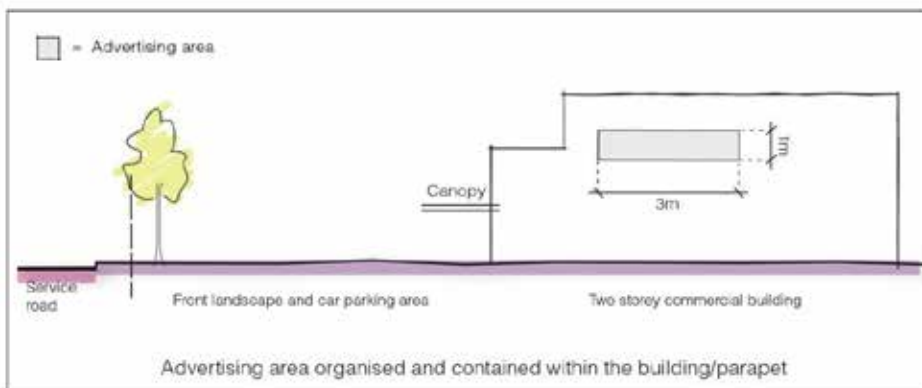 = Advertising area
Canopy
1m
3m
Service
road
Front landscape and car parking area
Two storey commercial building
Advertising area organised and contained within the building/parapet